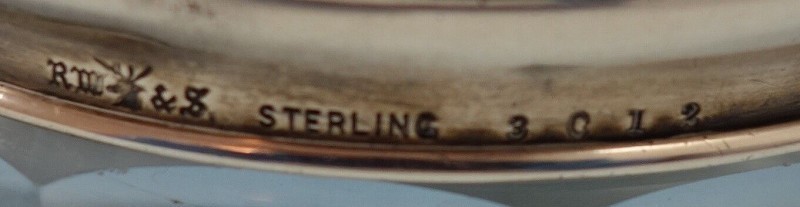 RW & S. STERLING 3012